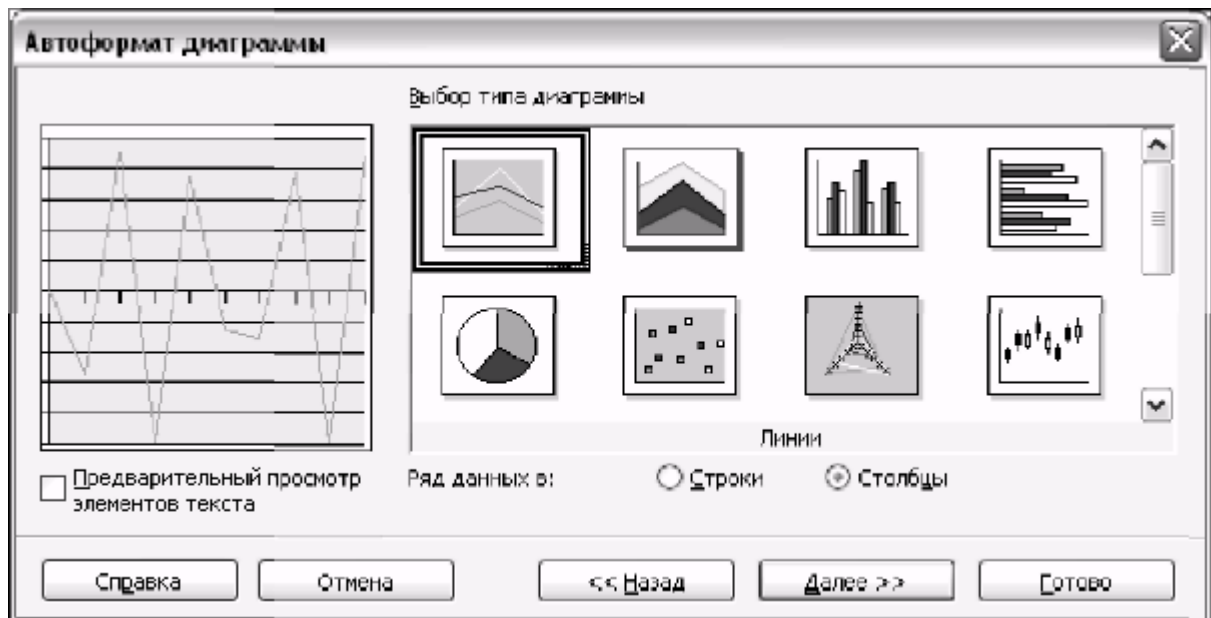 Автоформат диаграммы
Выбор типа диаграммы
Линии
Предварительный просмотр
элементов текста
Ряд данных в:
Строки
Столбцы
Справка
Отмена
<< Назад
Далее >>
Готово